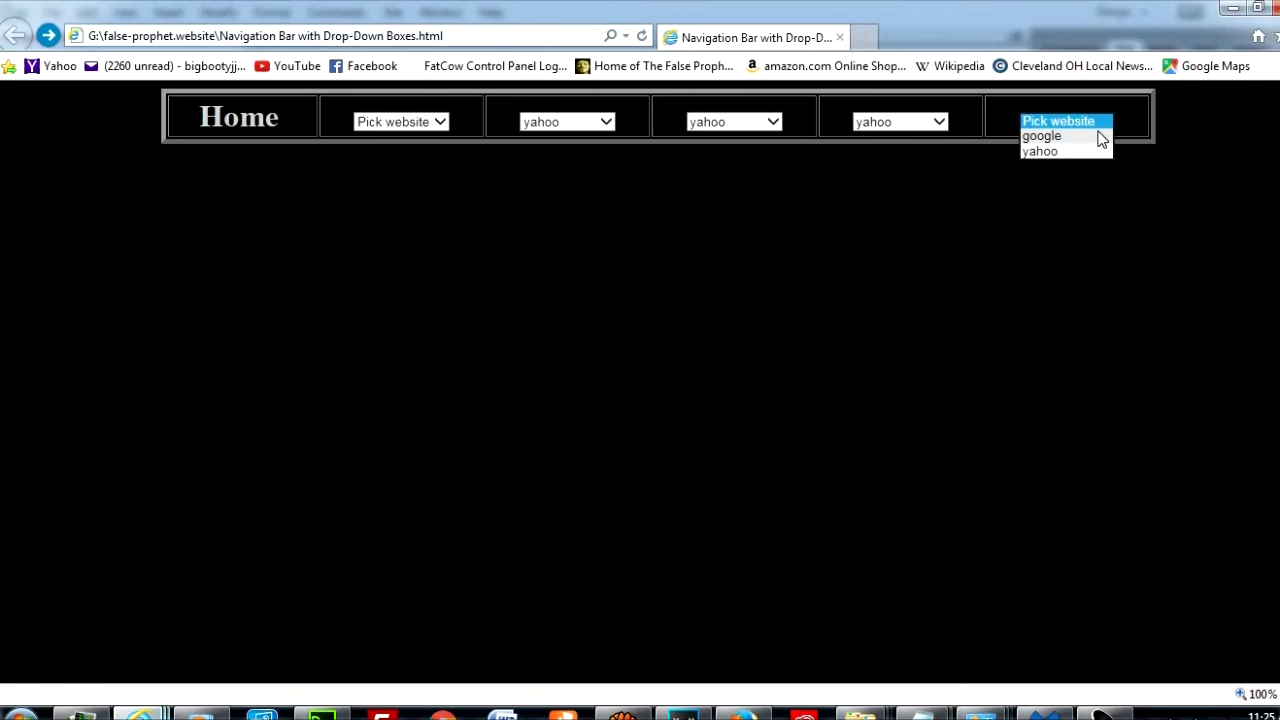 G:\false-prophet.website\Navigation Bar with Drop-Down Boxes.html
Navigation Bar with Drop-D...
Yahoo
(2260 unread) - bigbootyjj...
YouTube
Facebook
FatCow Control Panel Log...
Home of The False Proph...
amazon.com Online Shop...
Wikipedia
Cleveland OH Local News...
Google Maps
Home
Pick website
yahoo
yahoo
yahoo
Pick website
google
yahoo
100%
11:25